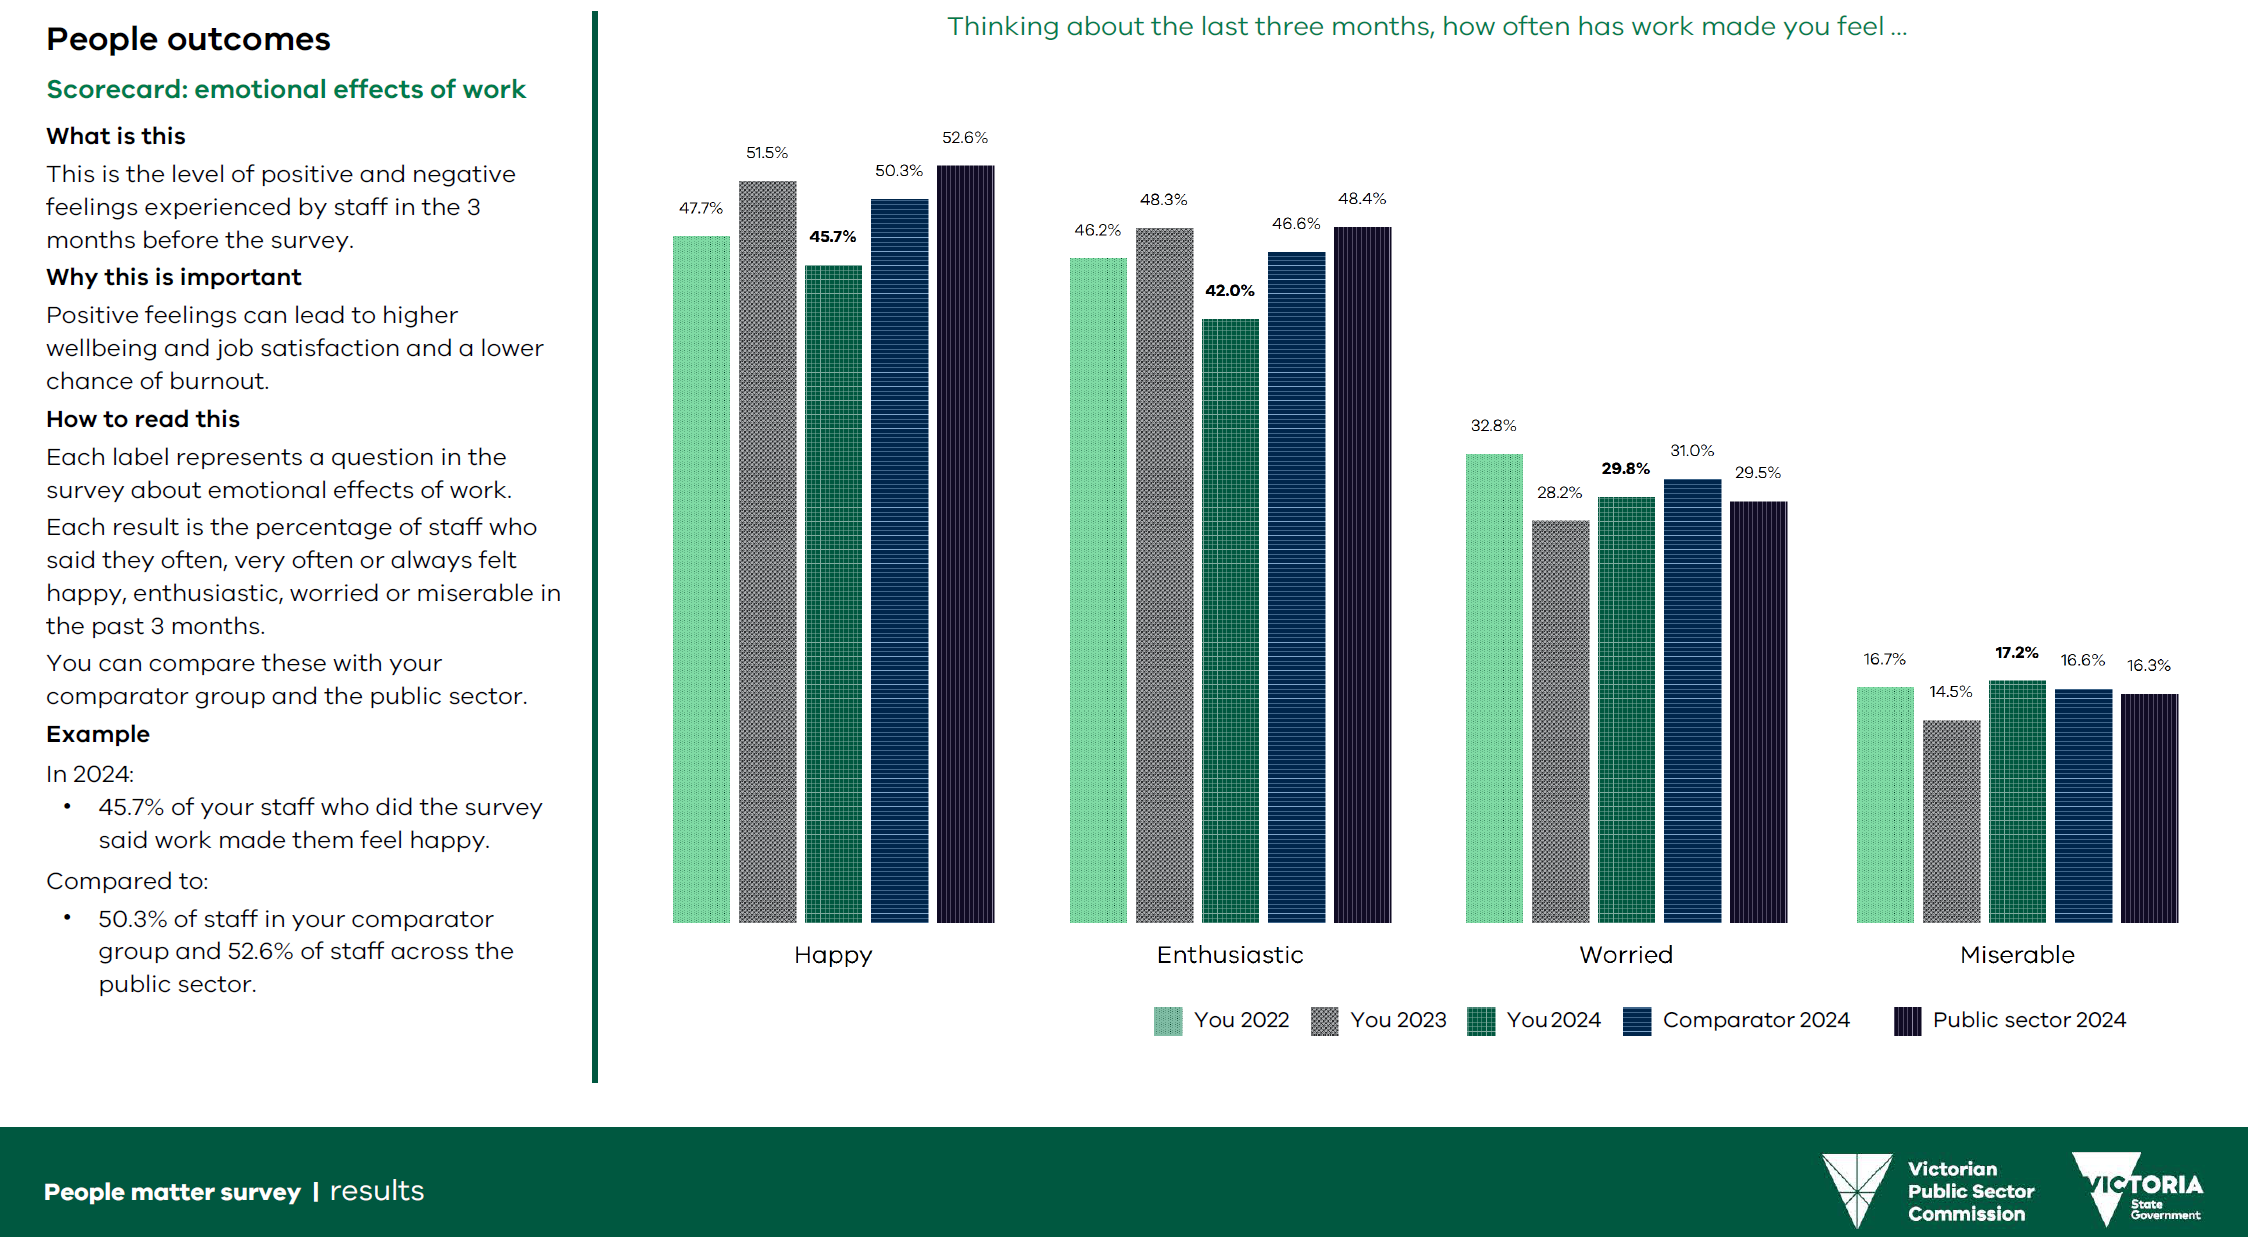 People outcomes
Scorecard: emotional effects of work
What is this
This is the level of positive and negative
feelings experienced by staff in the 3
months before the survey.
Why this is important
Positive feelings can lead to higher
wellbeing and job satisfaction and a lower
chance of burnout.
How to read this
Each label represents a question in the
survey about emotional effects of work.
Each result is the percentage of staff who
said they often, very often or always felt
happy, enthusiastic, worried or miserable in
the past 3 months.
You can compare these with your
comparator group and the public sector.
Example
In 2024:
• 45.7% of your staff who did the survey
said work made them feel happy.
Compared to:
• 50.3% of staff in your comparator
group and 52.6% of staff across the
public sector.
Thinking about the last three months, how often has work made you feel ...
47.7% 51.5% 45.7% 50.3% 52.6%
46.2% 48.3% 42.0% 46.6% 48.4%
32.8% 28.2% 29.8% 31.0% 29.5%
16.7% 14.5% 17.2% 16.6% 16.3%
Happy Enthusiastic Worried Miserable
You 2022 You 2023 You 2024 Comparator 2024 Public sector 2024
People matter survey | results
Victorian
Public Sector
Commission
VICTORIA
State
Government